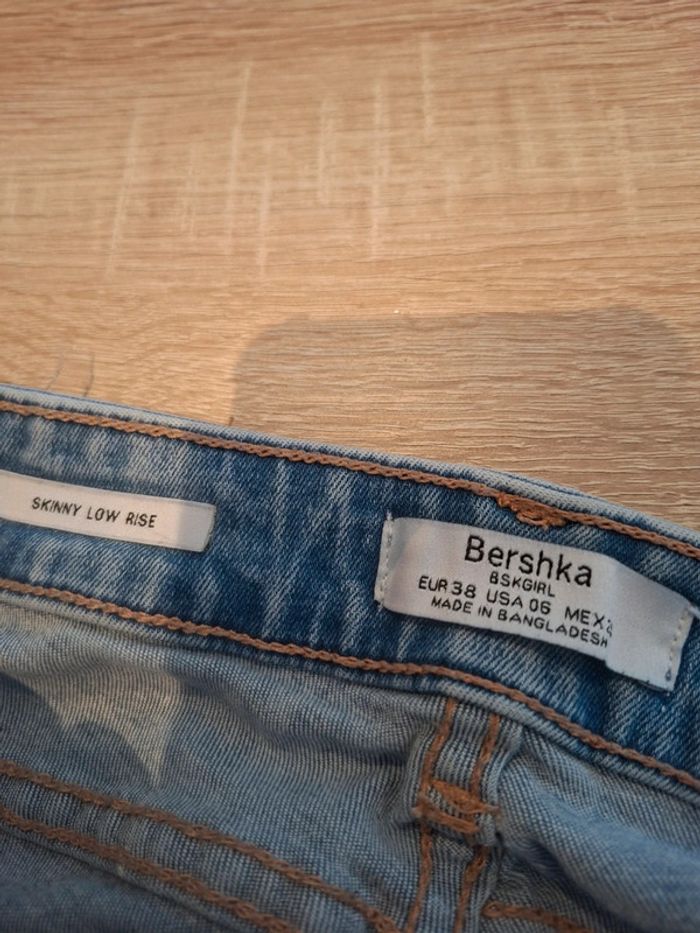 SKINNY LOW RISE
Bershka
BSKGIRL
EUR 38 USA 06 MEX
MADE IN BANGLADESH